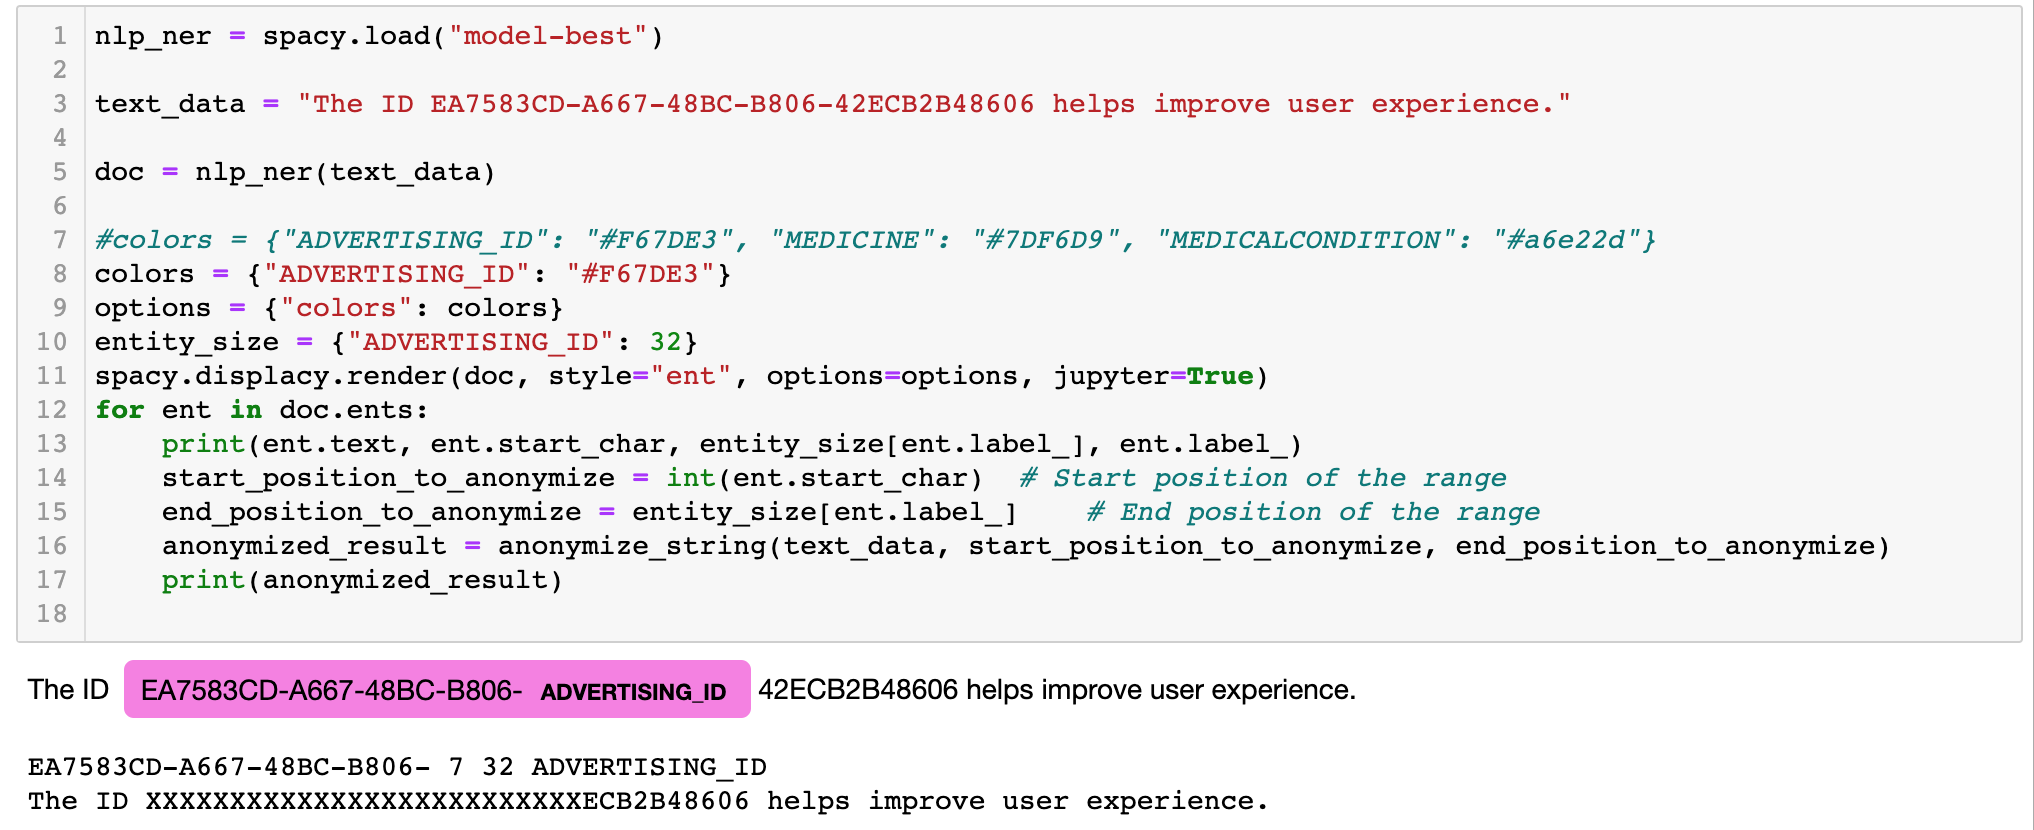 1 nlp_ner = spacy.load("model-best")
2
3 text_data = "The ID EA7583CD-A667-48BC-B806-42ECB2B48606 helps improve user experience."
4
5 doc = nlp_ner(text_data)
6
7 #colors = {"ADVERTISING_ID": "#F67DE3", "MEDICINE": "#7DF6D9", "MEDICALCONDITION": "#a6e22d"}
8 colors = {"ADVERTISING_ID": "#F67DE3"}
9 options = {"colors": colors}
10 entity_size = {"ADVERTISING_ID": 32}
11 spacy.displacy.render(doc, style="ent", options=options, jupyter=True)
12 for ent in doc.ents:
13     print(ent.text, ent.start_char, entity_size[ent.label_], ent.label_)
14     start_position_to_anonymize = int(ent.start_char)  # Start position of the range
15     end_position_to_anonymize = entity_size[ent.label_]    # End position of the range
16     anonymized_result = anonymize_string(text_data, start_position_to_anonymize, end_position_to_anonymize)
17     print(anonymized_result)
18
The ID EA7583CD-A667-48BC-B806- ADVERTISING_ID 42ECB2B48606 helps improve user experience.
EA7583CD-A667-48BC-B806- 7 32 ADVERTISING_ID
The ID XXXXXXXXXXXXXXXXXXXXXXXXXXECB2B48606 helps improve user experience.